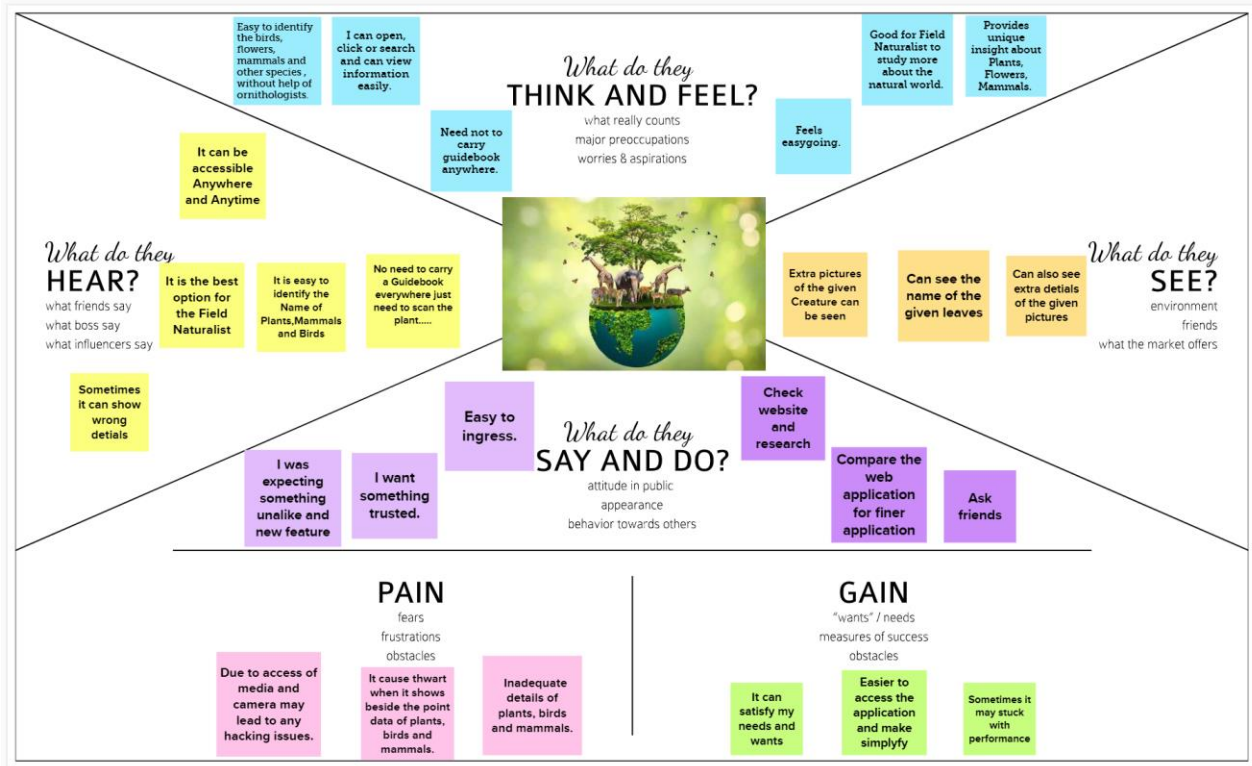 Easy to identify
the birds,
flowers,
mammals and
other species ,
without help of
ornithologists.
I can open,
click or search
and can view
information
easily.
Need not to
carry
guidebook
anywhere.
What do they
THINK AND FEEL?
what really counts
major preoccupations
worries & aspirations
Good for Field
Naturalist to
study more
about the
natural world.
Provides
unique
insight about
Plants,
Flowers,
Mammals.
Feels
easygoing.
It can be
accessible
Anywhere
and Anytime
What do they
HEAR?
what friends say
what boss say
what influencers say
It is the best
option for
the Field
Naturalist
It is easy to
identify the
Name of
Plants,Mammals
and Birds
No need to carry
a Guidebook
everywhere just
need to scan the
plant.....
Sometimes
it can show
wrong
detials
Extra pictures
of the given
Creature can
be seen
Can see the
name of the
given leaves
Can also see
extra detials
of the given
pictures
What do they
SEE?
environment
friends
what the market offers
Easy to
ingress.
I was
expecting
something
unalike and
new feature
I want
something
trusted.
What do they
SAY AND DO?
attitude in public
appearance
behavior towards others
Check
website
and
research
Compare the
web
application
for finer
application
Ask
friends
PAIN
fears
frustrations
obstacles
Due to access of
media and
camera may
lead to any
hacking issues.
It cause thwart
when it shows
beside the point
data of plants,
birds and
mammals.
Inadequate
details of
plants, birds
and mammals.
GAIN
"wants" / needs
measures of success
obstacles
It can
satisfy my
needs and
wants
Easier to
access the
application
and make
simplyfy
Sometimes it
may stuck
with
performance